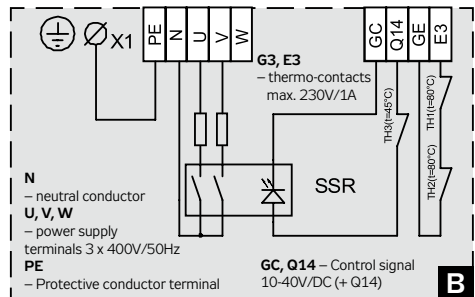 X1
PE
N
U
V
W
GC
Q14
GE
E3
G3, E3
– thermo-contacts
max. 230V/1A
TH3(t=45°C)
TH1(t=80°C)
TH2(t=80°C)
SSR
N
– neutral conductor
U, V, W
– power supply
terminals 3 x 400V/50Hz
PE
– Protective conductor terminal
GC, Q14 – Control signal
10-40V/DC (+ Q14)
B